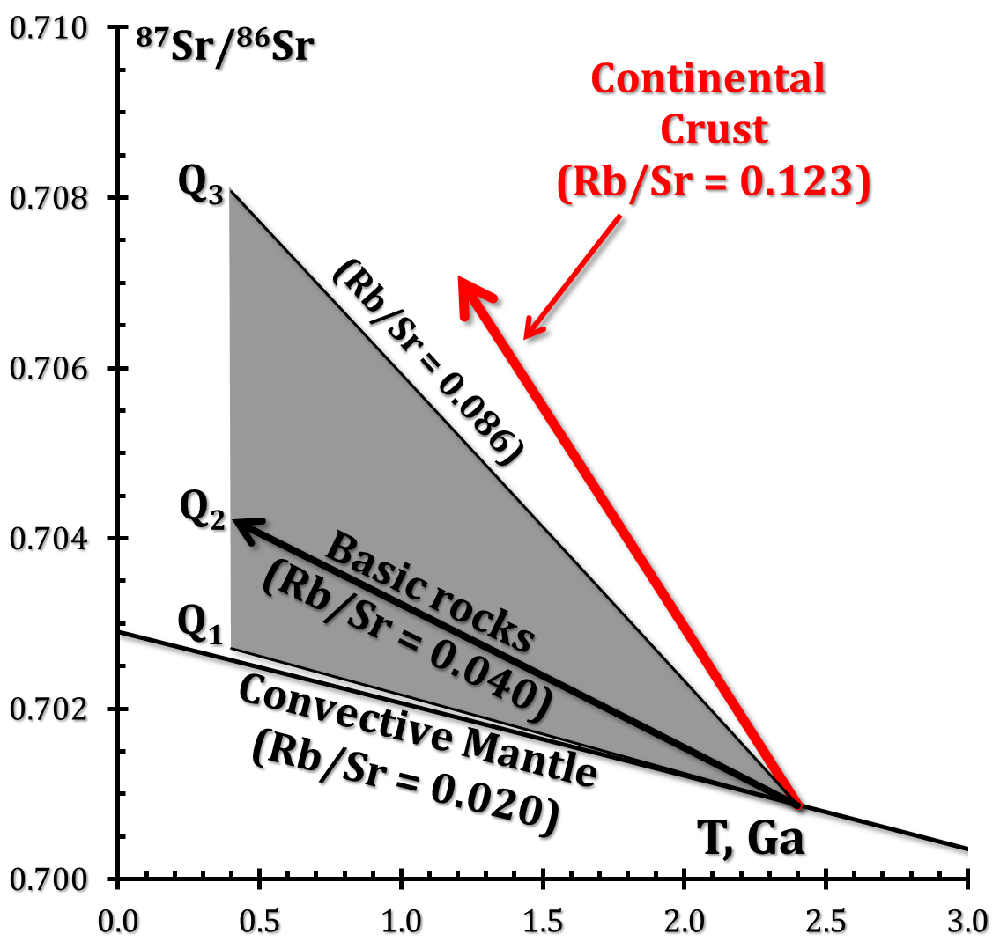 0.710
⁸⁷Sr/⁸⁶Sr
Continental
Crust
(Rb/Sr = 0.123)
Q₃
0.708
(Rb/Sr = 0.086)
0.706
Q₂
0.704
Basic rocks
(Rb/Sr = 0.040)
Q₁
0.702
Convective Mantle
(Rb/Sr = 0.020)
T, Ga
0.700
0.0 0.5 1.0 1.5 2.0 2.5 3.0